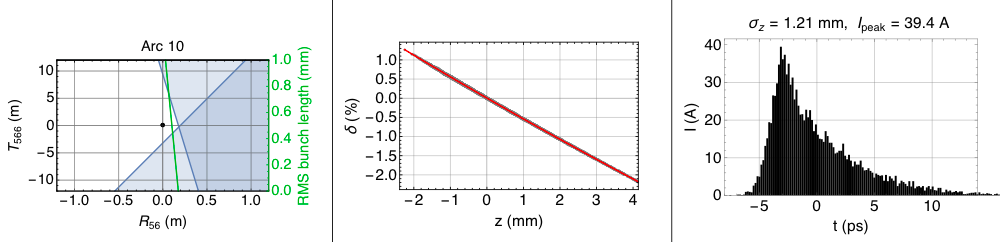 Arc 10
T566 (m)
10
5
0
−5
−10
−1.0 −0.5 0.0 0.5 1.0
R56 (m)
1.0
0.8
0.6
0.4
0.2
0.0
RMS bunch length (mm)
δ (%)
1.0
0.5
0.0
−0.5
−1.0
−1.5
−2.0
−2 −1 0 1 2 3 4
z (mm)
σz = 1.21 mm, Ipeak = 39.4 A
I (A)
40
30
20
10
0
−5 0 5 10
t (ps)